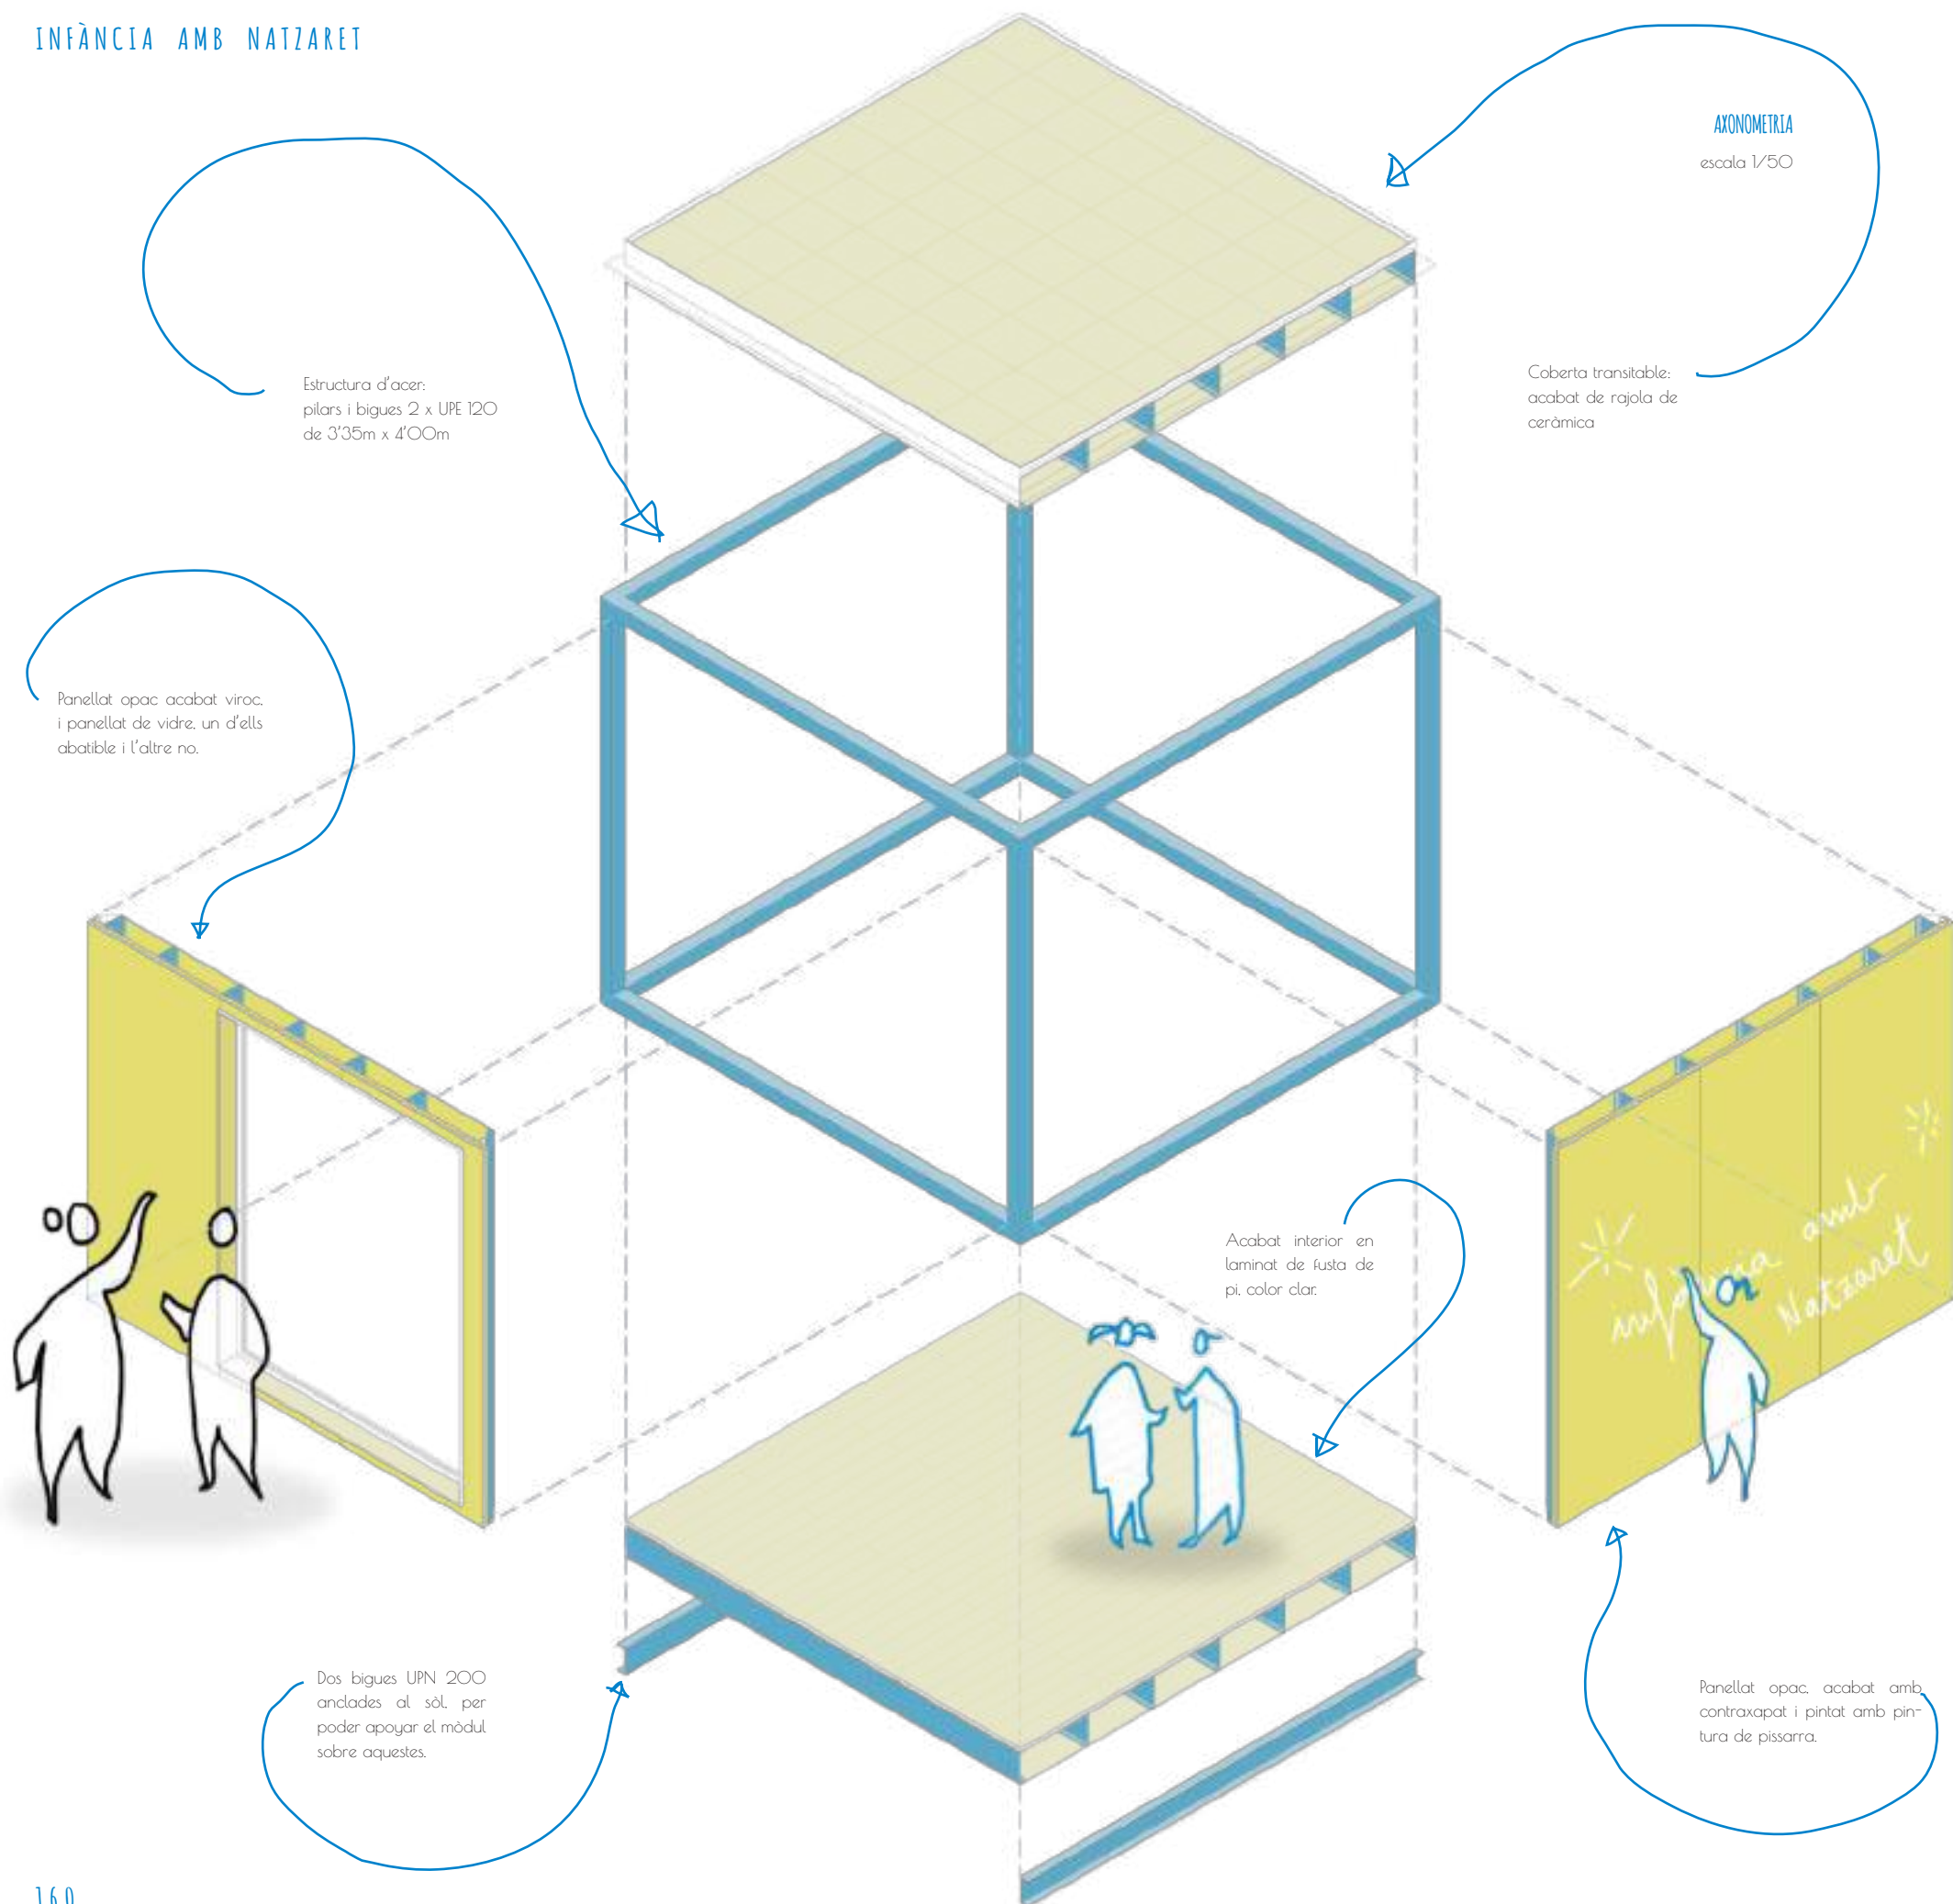 INFÀNCIA AMB NATZARET
AXONOMETRIA
escala 1/50
Estructura d'acer:
pilars i bigues 2 x UPE 120
de 3'35m x 4'00m
Coberta transitable:
acabat de rajola de
ceràmica
Panellat opac acabat viroc,
i panellat de vidre, un d'ells
abatible i l'altre no.
Acabat interior en
laminat de fusta de
pi, color clar.
infància amb
Natzaret
Dos bigues UPN 200
anclades al sòl, per
poder apoyar el mòdul
sobre aquestes.
Panellat opac, acabat amb
contraxapat i pintat amb pin-
tura de pissarra.
160